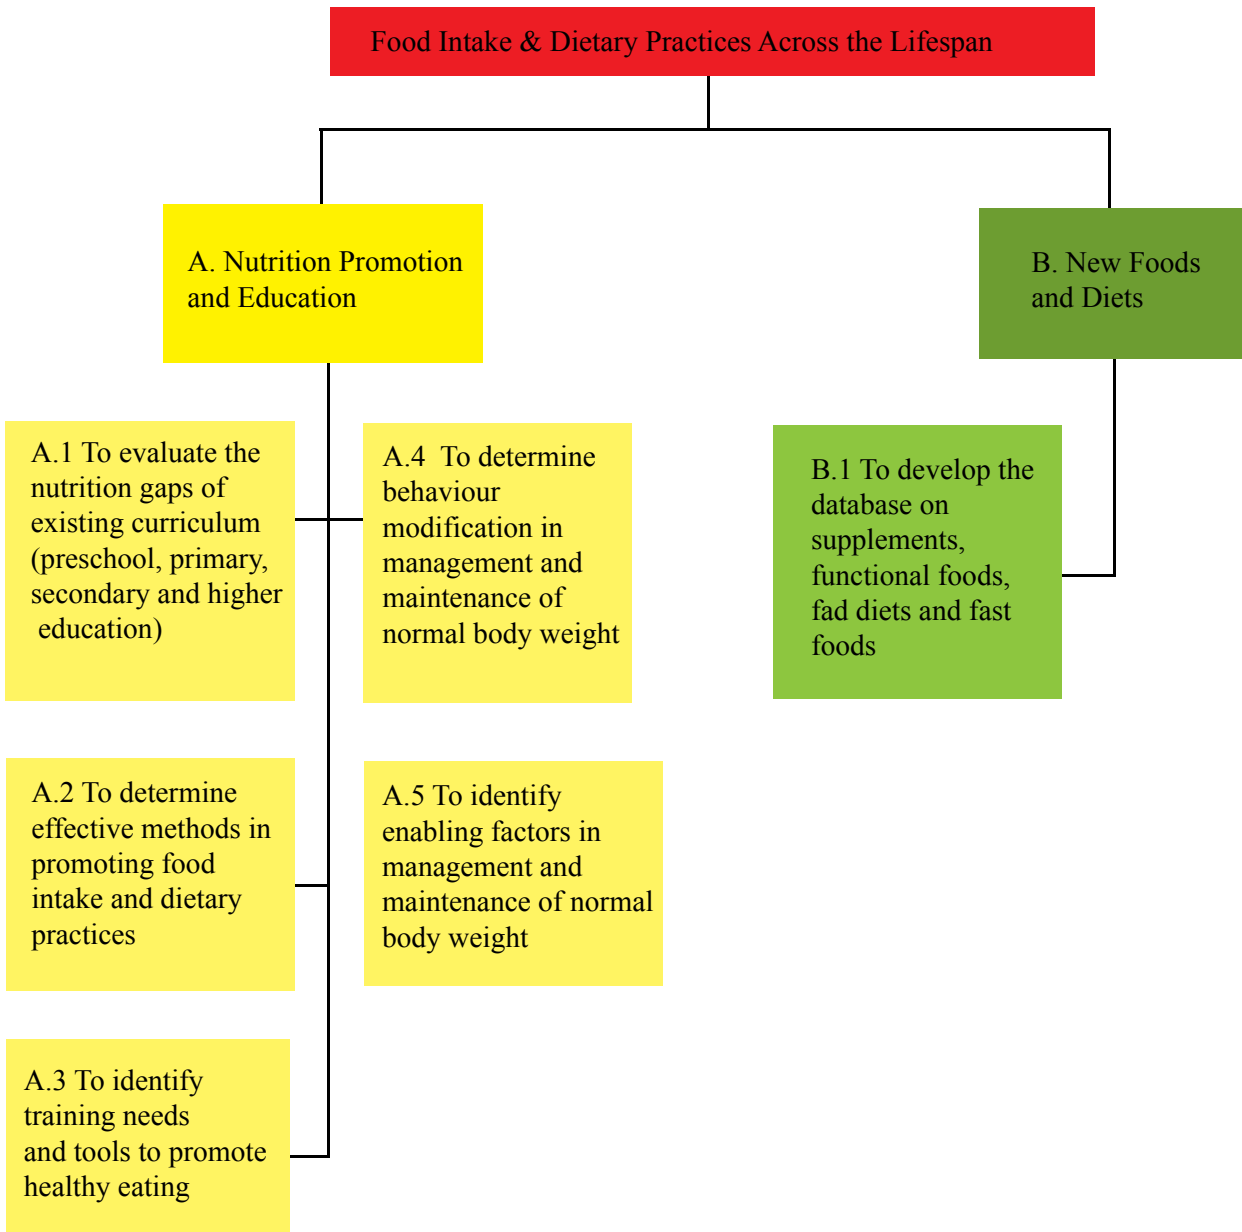 Food Intake & Dietary Practices Across the Lifespan
A. Nutrition Promotion
and Education
B. New Foods
and Diets
A.1 To evaluate the
nutrition gaps of
existing curriculum
(preschool, primary,
secondary and higher
education)
A.4  To determine
behaviour
modification in
management and
maintenance of
normal body weight
B.1 To develop the
database on
supplements,
functional foods,
fad diets and fast
foods
A.2 To determine
effective methods in
promoting food
intake and dietary
practices
A.5 To identify
enabling factors in
management and
maintenance of normal
body weight
A.3 To identify
training needs
and tools to promote
healthy eating